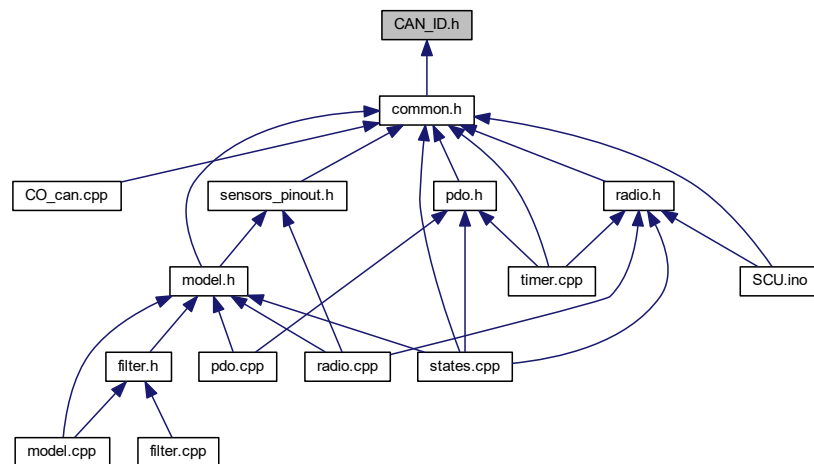 CAN_ID.h
common.h
CO_can.cpp
sensors_pinout.h
pdo.h
radio.h
model.h
timer.cpp
SCU.ino
filter.h
pdo.cpp
radio.cpp
states.cpp
model.cpp
filter.cpp